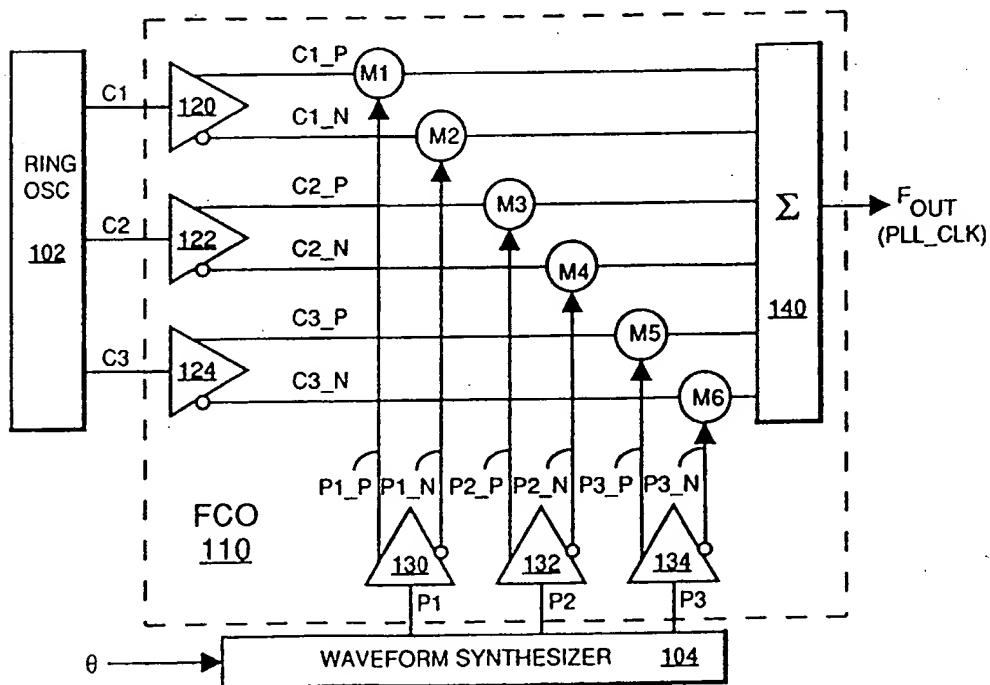 C1_P
M1
C1
120
C1_N
M2
RING
OSC
102
C2_P
M3
Σ
F OUT
(PLL_CLK)
C2
122
C2_N
M4
140
C3_P
M5
C3
124
C3_N
M6
P1_P P1_N P2_P P2_N P3_P P3_N
FCO
110
130
132
134
P1
P2
P3
θ
WAVEFORM SYNTHESIZER 104